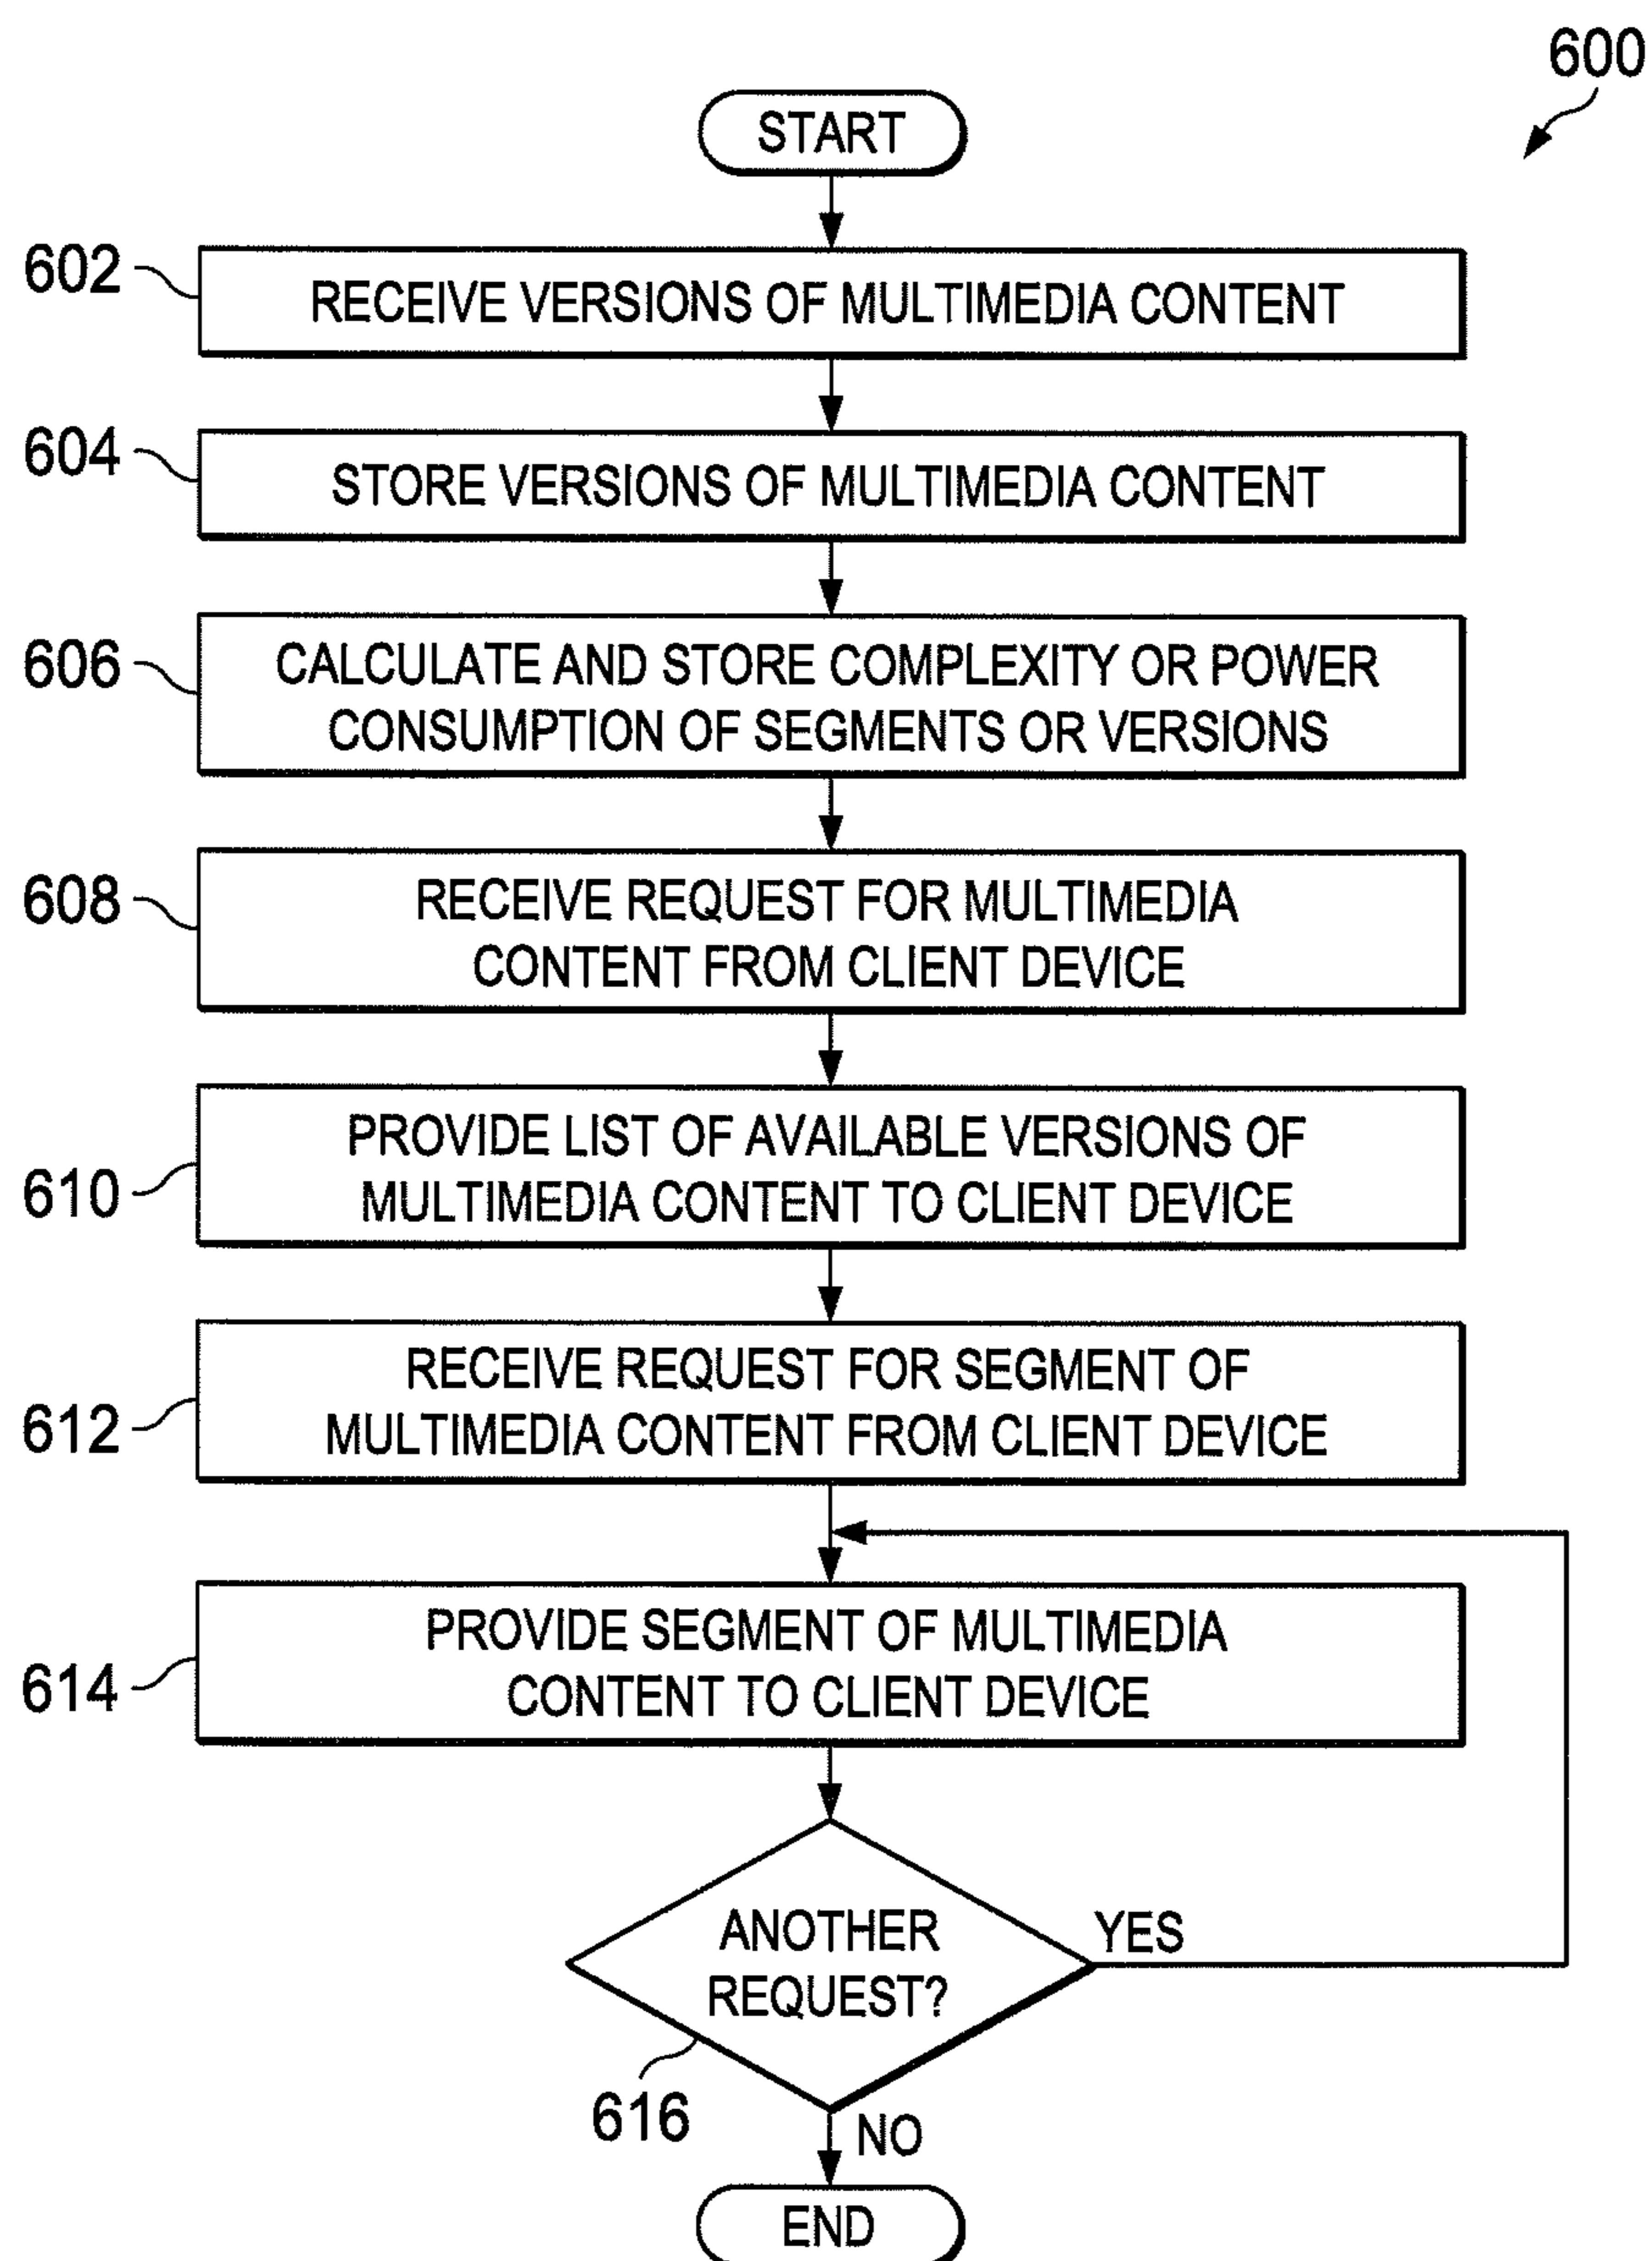 600
START
602
RECEIVE VERSIONS OF MULTIMEDIA CONTENT
604
STORE VERSIONS OF MULTIMEDIA CONTENT
606
CALCULATE AND STORE COMPLEXITY OR POWER
CONSUMPTION OF SEGMENTS OR VERSIONS
608
RECEIVE REQUEST FOR MULTIMEDIA
CONTENT FROM CLIENT DEVICE
610
PROVIDE LIST OF AVAILABLE VERSIONS OF
MULTIMEDIA CONTENT TO CLIENT DEVICE
612
RECEIVE REQUEST FOR SEGMENT OF
MULTIMEDIA CONTENT FROM CLIENT DEVICE
614
PROVIDE SEGMENT OF MULTIMEDIA
CONTENT TO CLIENT DEVICE
ANOTHER
REQUEST?
YES
616
NO
END